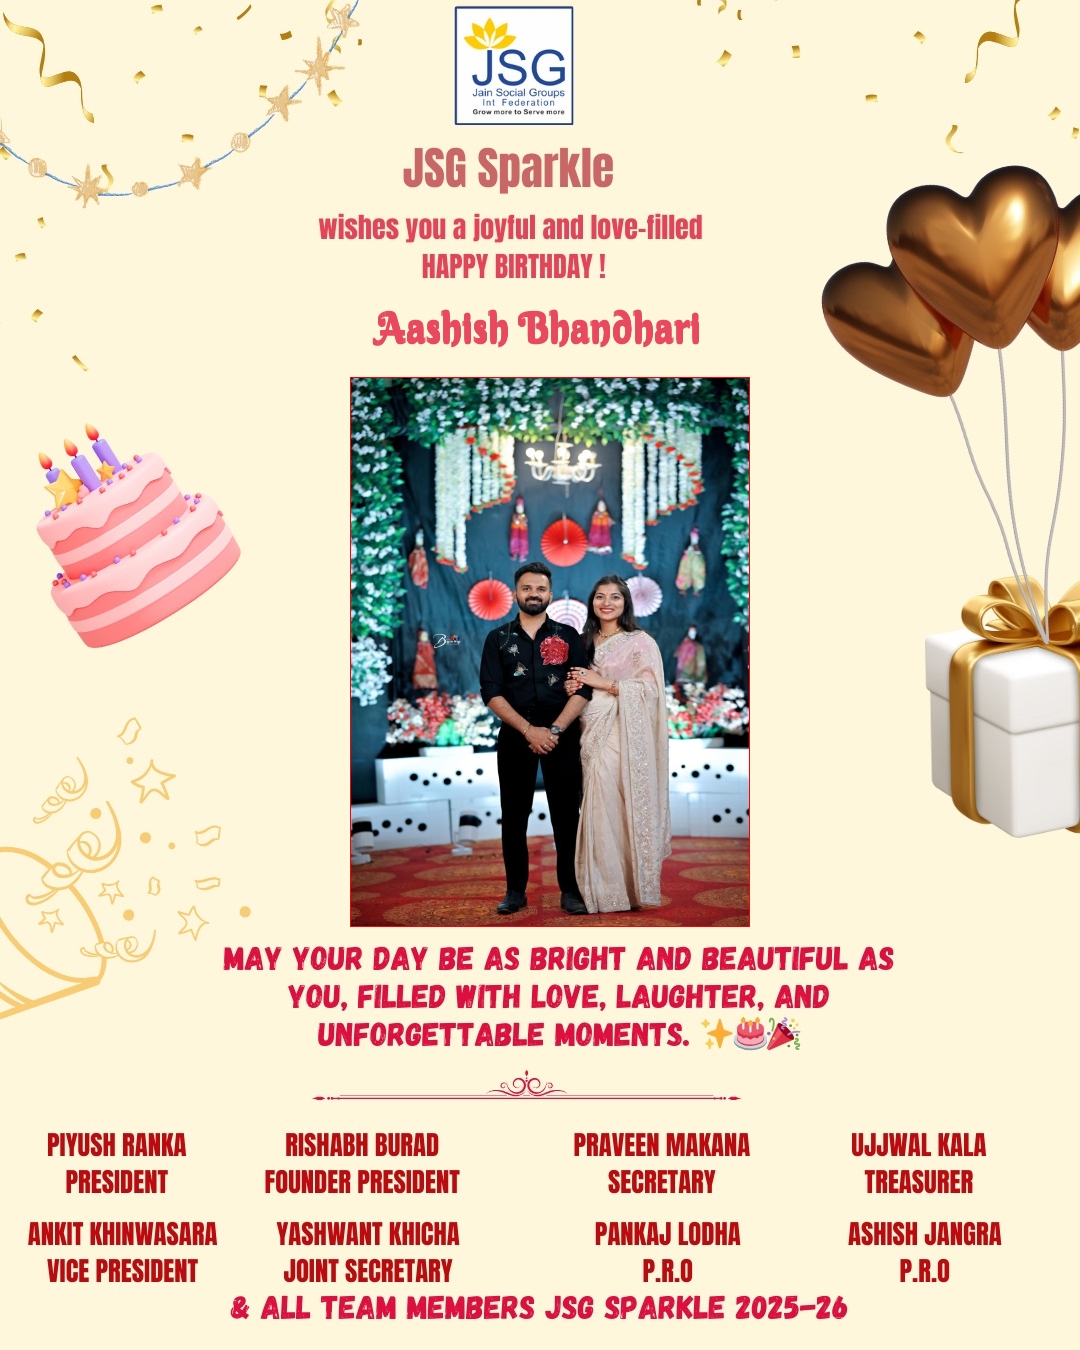 JSG
Jain Social Groups
Int Federation
Grow more to Serve more
JSG Sparkle
wishes you a joyful and love-filled
HAPPY BIRTHDAY !
Aashish Bhandhari
MAY YOUR DAY BE AS BRIGHT AND BEAUTIFUL AS
YOU, FILLED WITH LOVE, LAUGHTER, AND
UNFORGETTABLE MOMENTS. ✨🎂🎉
PIYUSH RANKA
PRESIDENT
RISHABH BURAD
FOUNDER PRESIDENT
PRAVEEN MAKANA
SECRETARY
UJJWAL KALA
TREASURER
ANKIT KHINWASARA
VICE PRESIDENT
YASHWANT KHICHA
JOINT SECRETARY
PANKAJ LODHA
P.R.O
ASHISH JANGRA
P.R.O
& ALL TEAM MEMBERS JSG SPARKLE 2025-26